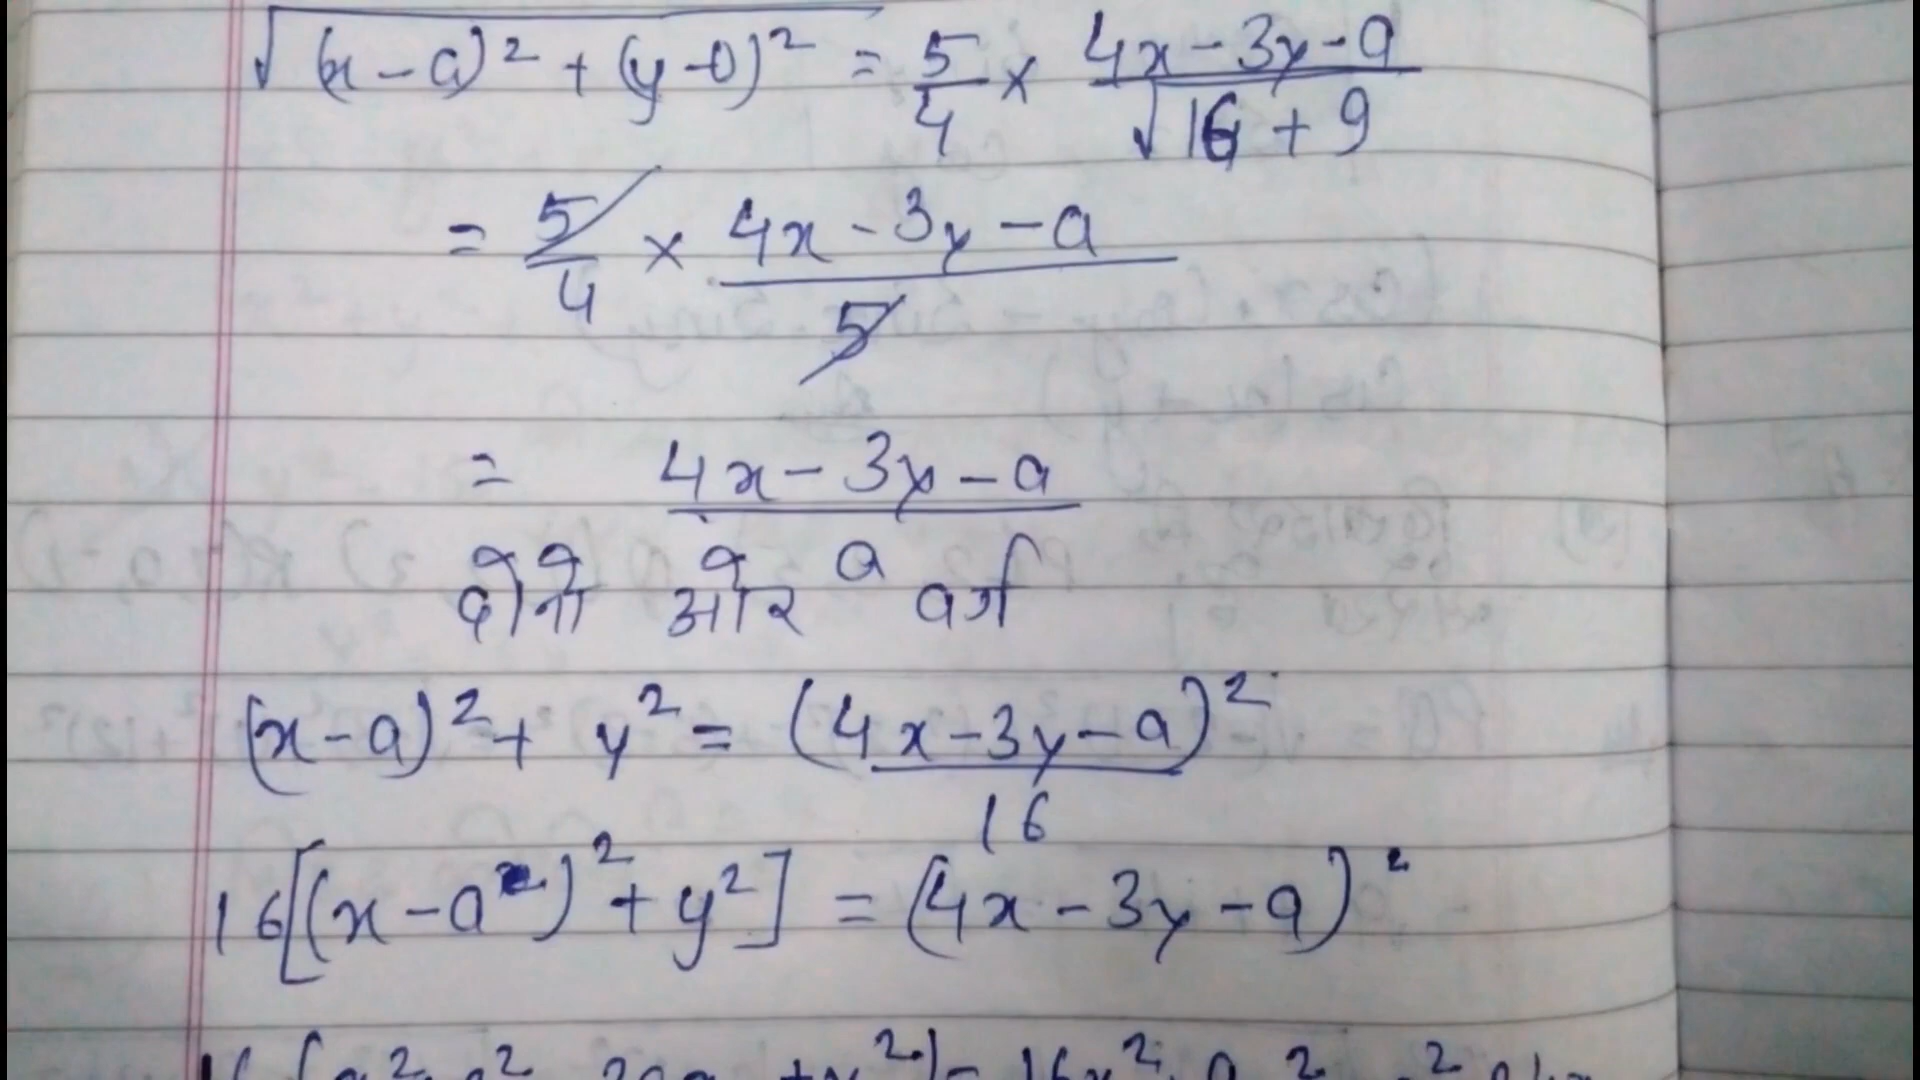 √(x-a)² + (y-0)² = 5/4 × (4x-3y-a)/√16+9
= 5/4 × (4x-3y-a)/5
= 4x-3y-a
दोनो ओर a वर्ग
(x-a)² + y² = (4x-3y-a)²/16
16[(x-a)² + y²] = (4x-3y-a)²